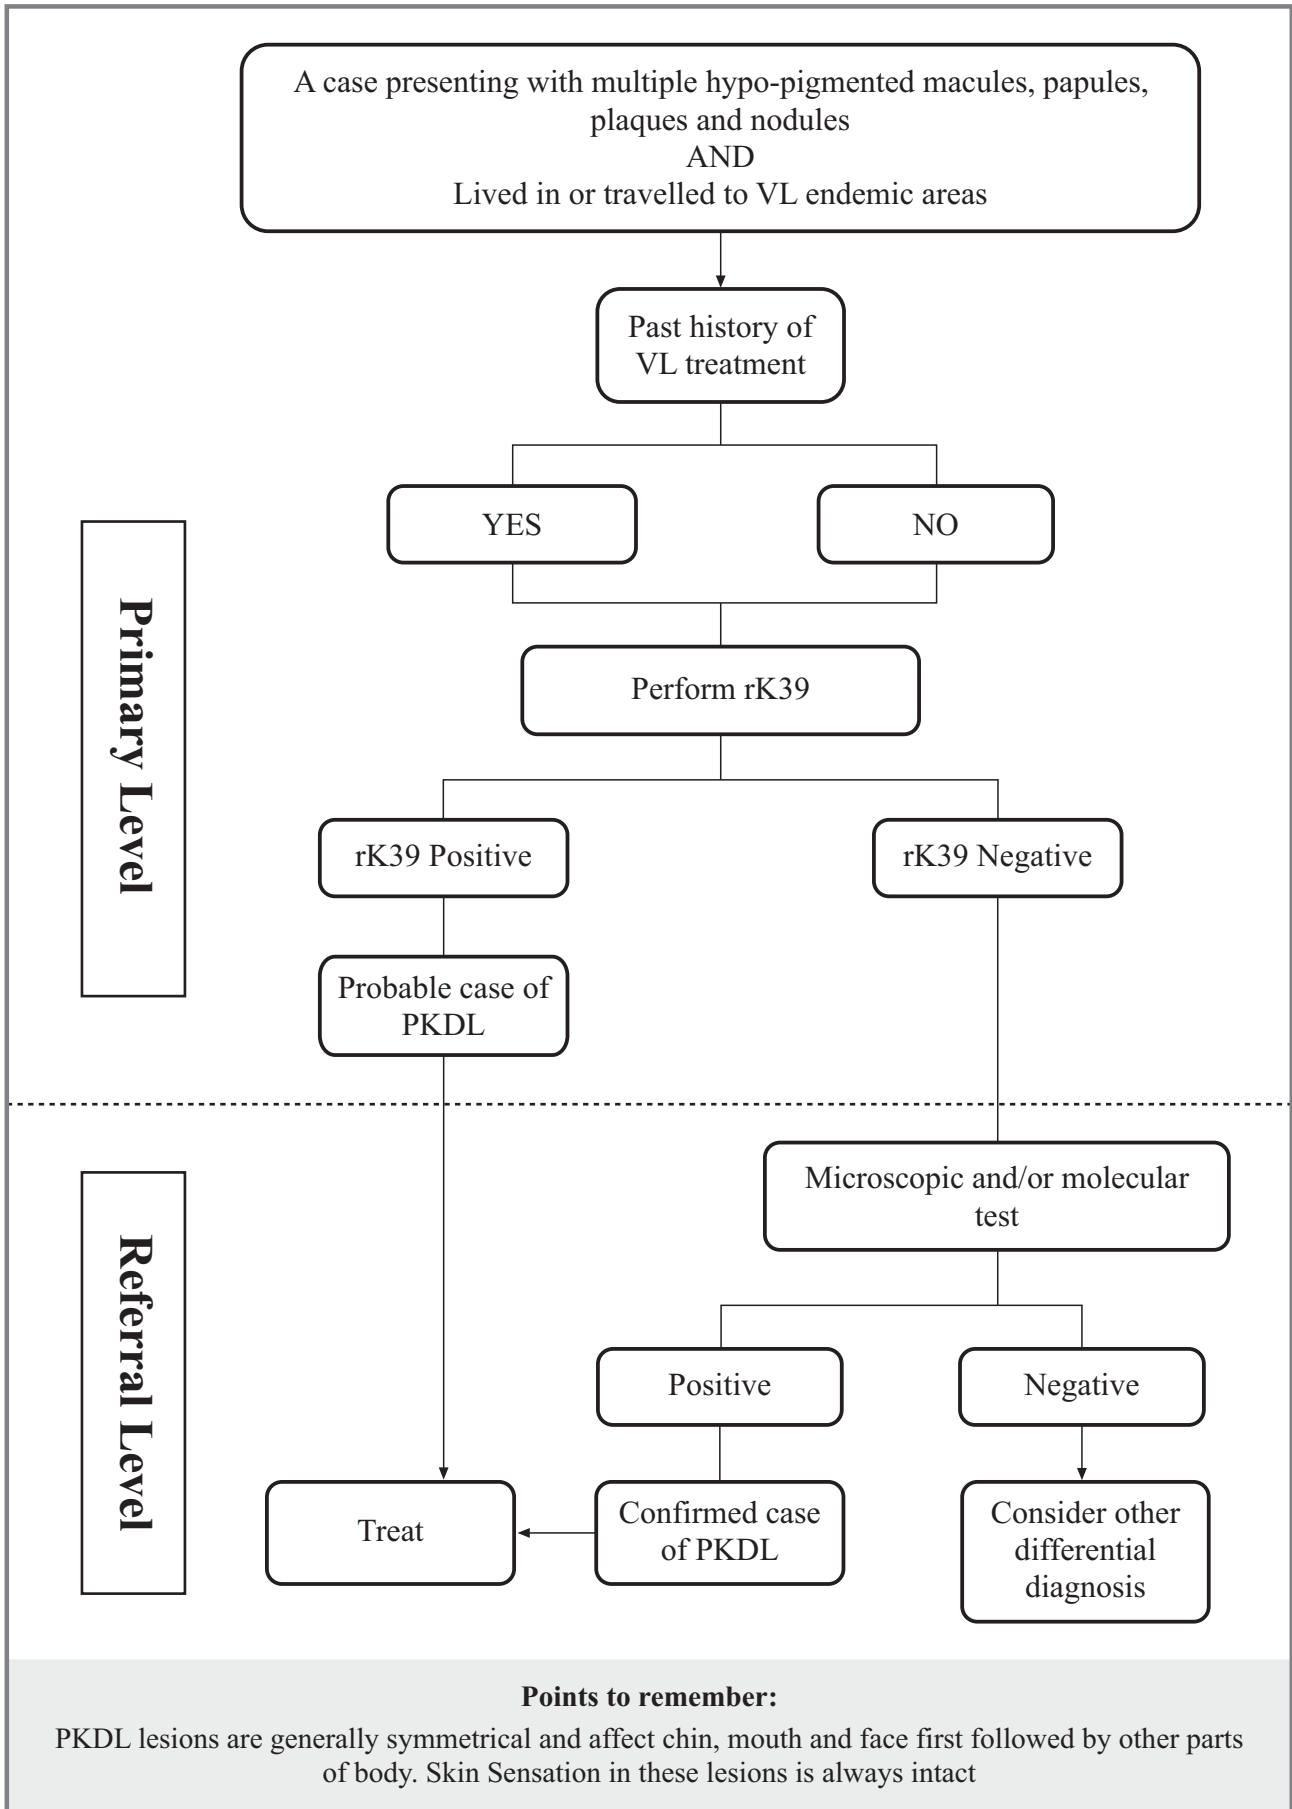 A case presenting with multiple hypo-pigmented macules, papules,
plaques and nodules
AND
Lived in or travelled to VL endemic areas
Past history of
VL treatment
YES
NO
Primary Level
Perform rK39
rK39 Positive
rK39 Negative
Probable case of
PKDL
Microscopic and/or molecular
test
Referral Level
Positive
Negative
Treat
Confirmed case
of PKDL
Consider other
differential
diagnosis
Points to remember:
PKDL lesions are generally symmetrical and affect chin, mouth and face first followed by other parts
of body. Skin Sensation in these lesions is always intact